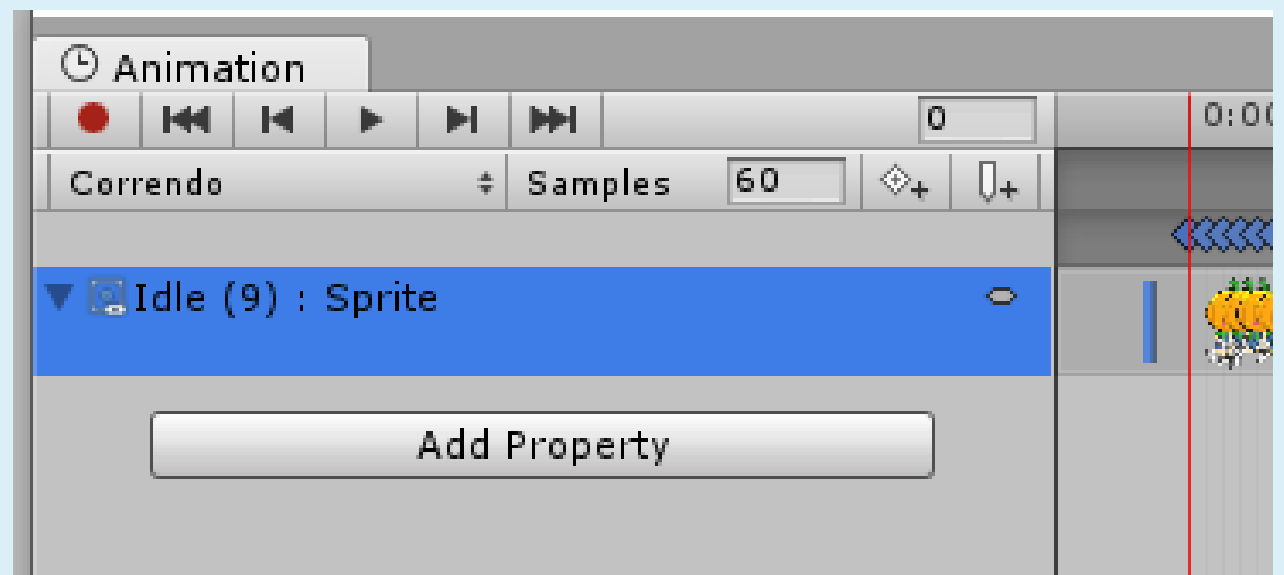 Animation
0
0:00
Correndo
Samples
60
Idle (9) : Sprite
Add Property